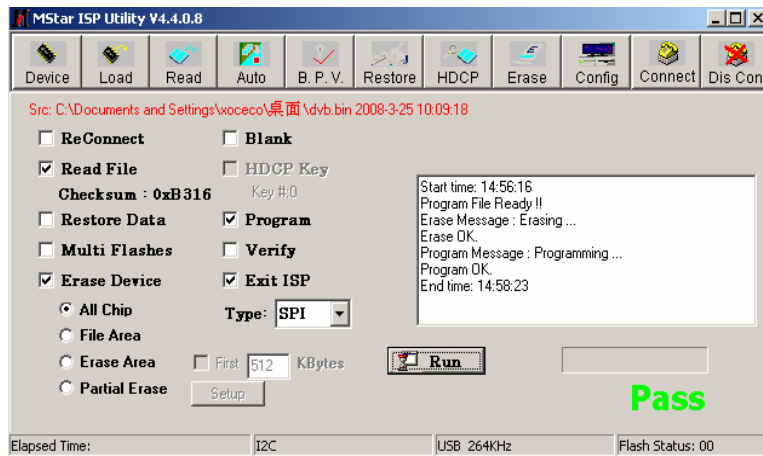 MStar ISP Utility V4.4.0.8
Device Load Read Auto B. P. V. Restore HDCP Erase Config Connect Dis Con
Src: C:\Documents and Settings\xoceco\桌面\dvb.bin 2008-3-25 10:09:18
ReConnect
Blank
Read File
HDCP Key
Checksum : 0xB316
Key #:0
Restore Data
Program
Multi Flashes
Verify
Erase Device
Exit ISP
All Chip
Type: SPI
File Area
Erase Area
First 512 KBytes
Partial Erase
Setup
Start time: 14:56:16
Program File Ready !!
Erase Message : Erasing ...
Erase OK.
Program Message : Programming ...
Program OK.
End time: 14:58:23
Run
Pass
Elapsed Time: I2C USB 264KHz Flash Status: 00